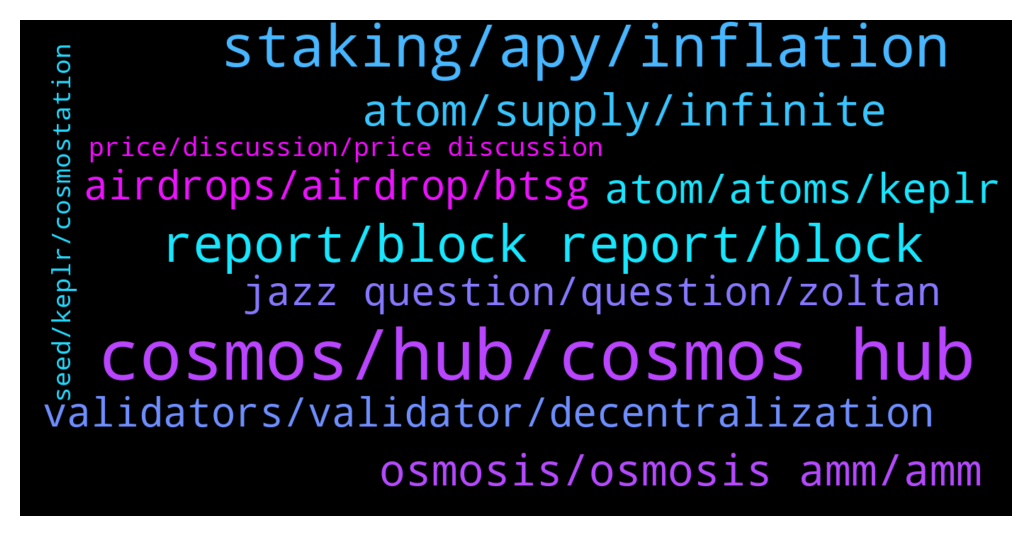 staking/apy/inflation
atom/supply/infinite
price/discussion/price discussion
airdrops/airdrop/btsg
atom/atoms/keplr
report/block report/block
jazz question/question/zoltan
cosmos/hub/cosmos hub
validators/validator/decentralization
osmosis/osmosis amm/amm
seed/keplr/cosmostation